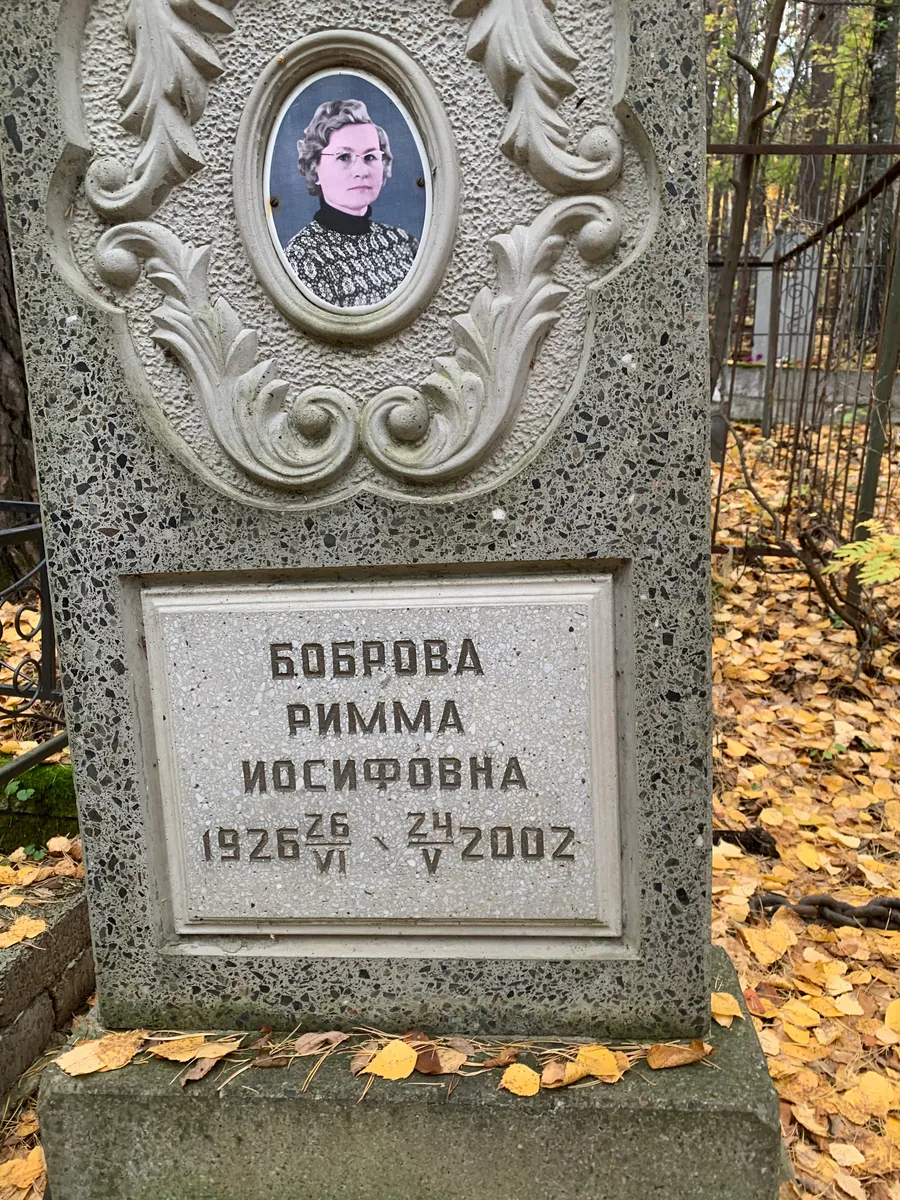 БОБРОВА
РИММА
ИОСИФОВНА
1926 26/VI - 24/V 2002